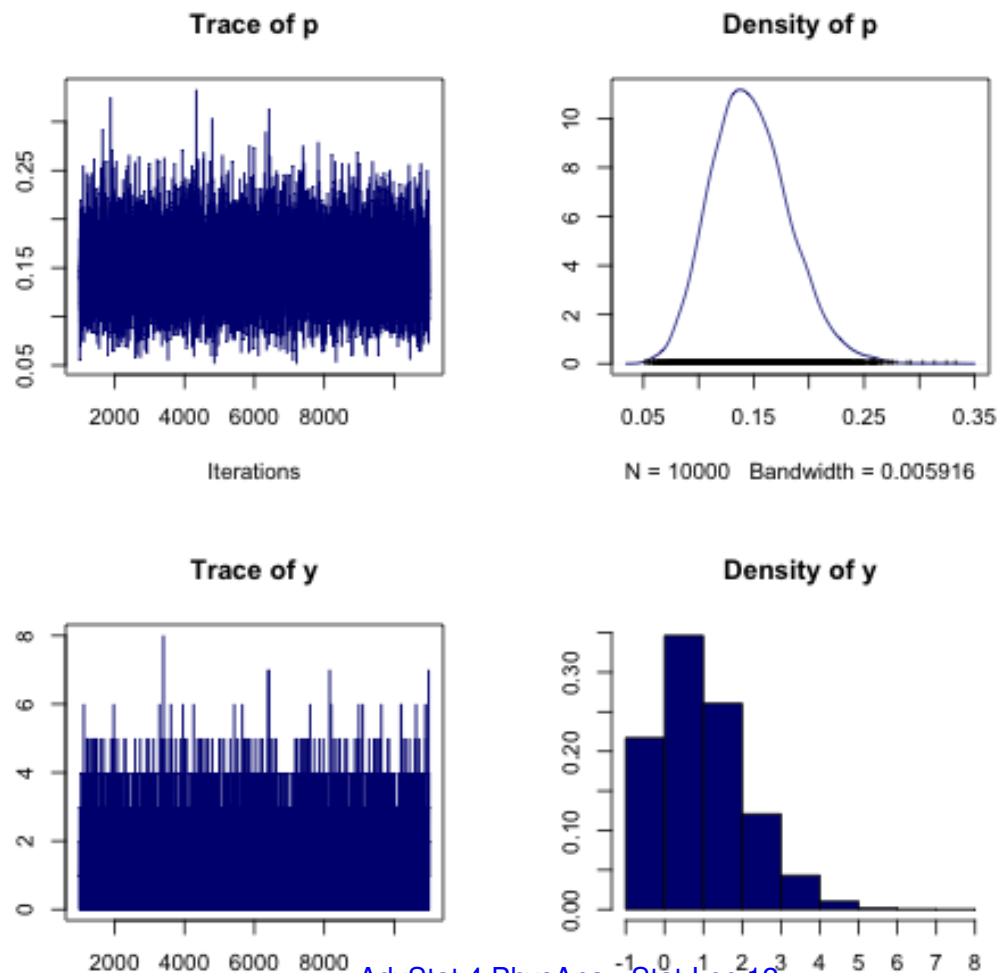 Trace of p
Density of p
0.05 0.15 0.25
2000 4000 6000 8000
Iterations
0 2 4 6 8 10
0.05 0.15 0.25 0.35
N = 10000 Bandwidth = 0.005916
Trace of y
Density of y
0 2 4 6 8
2000 4000 6000 8000
0.00 0.10 0.20 0.30
-1 0 1 2 3 4 5 6 7 8